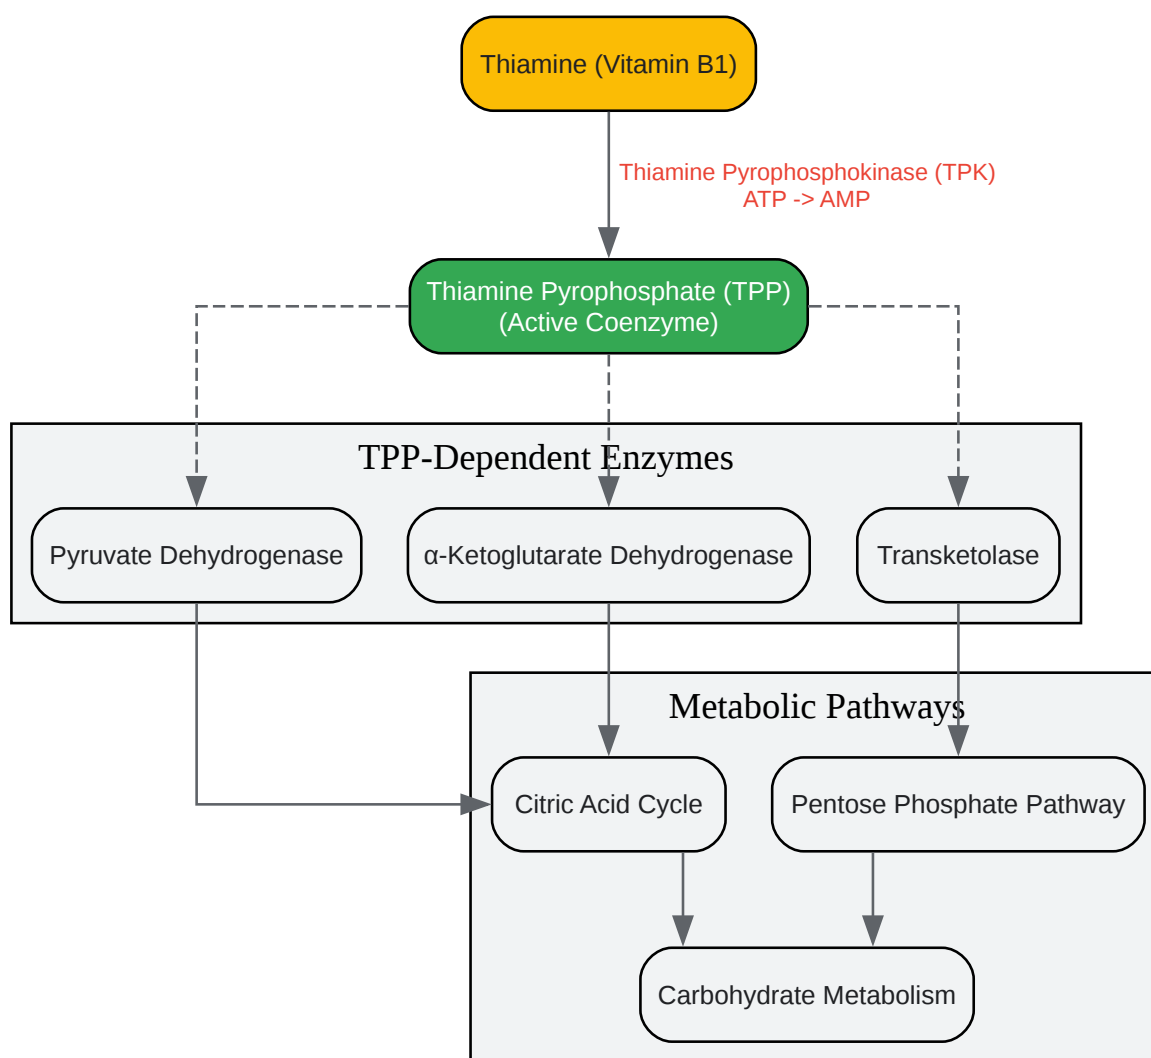 Thiamine (Vitamin B1)
Thiamine Pyrophosphokinase (TPK)
ATP -> AMP
Thiamine Pyrophosphate (TPP)
(Active Coenzyme)
TPP-Dependent Enzymes
Pyruvate Dehydrogenase
α-Ketoglutarate Dehydrogenase
Transketolase
Metabolic Pathways
Citric Acid Cycle
Pentose Phosphate Pathway
Carbohydrate Metabolism